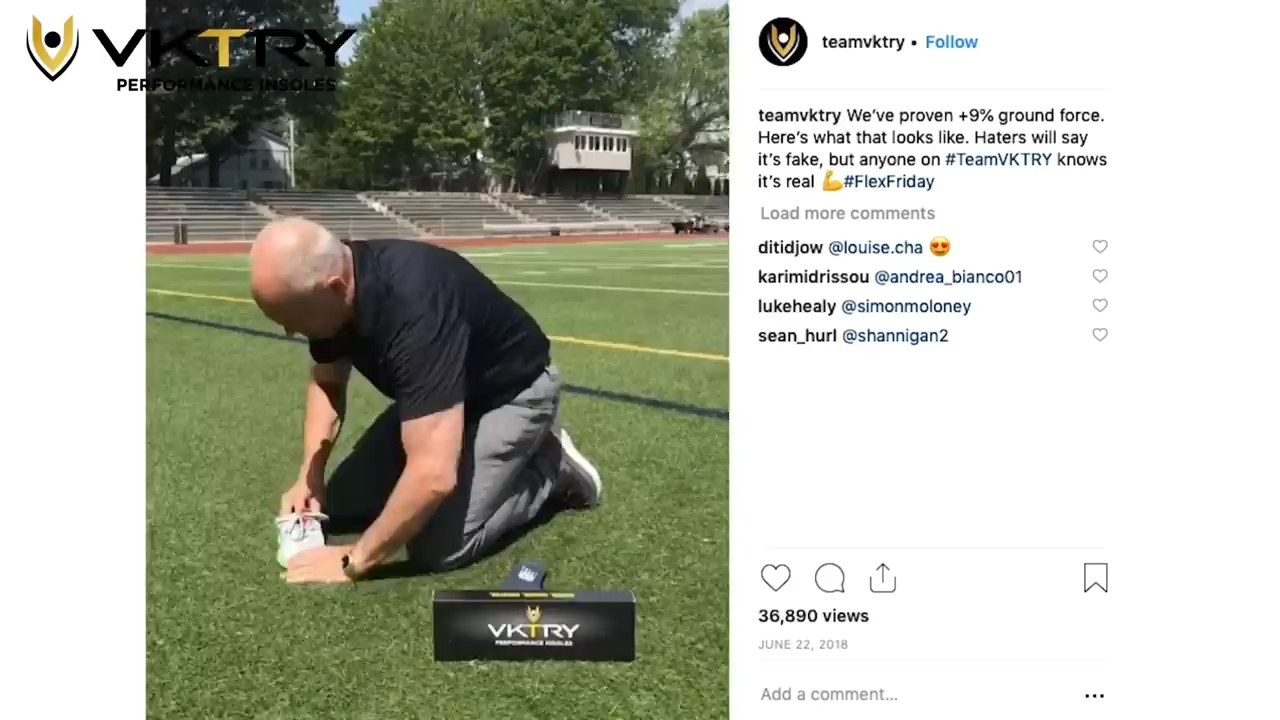 VKTRY
PERFORMANCE INSOLES
teamvktry • Follow
teamvktry We've proven +9% ground force.
Here's what that looks like. Haters will say
it's fake, but anyone on #TeamVKTRY knows
it's real 💪#FlexFriday
Load more comments
ditidjow @louise.cha 😍
karimidrissou @andrea_bianco01
lukehealy @simonmoloney
sean_hurl @shannigan2
VKTRY
PERFORMANCE INSOLES
36,890 views
JUNE 22, 2018
Add a comment...